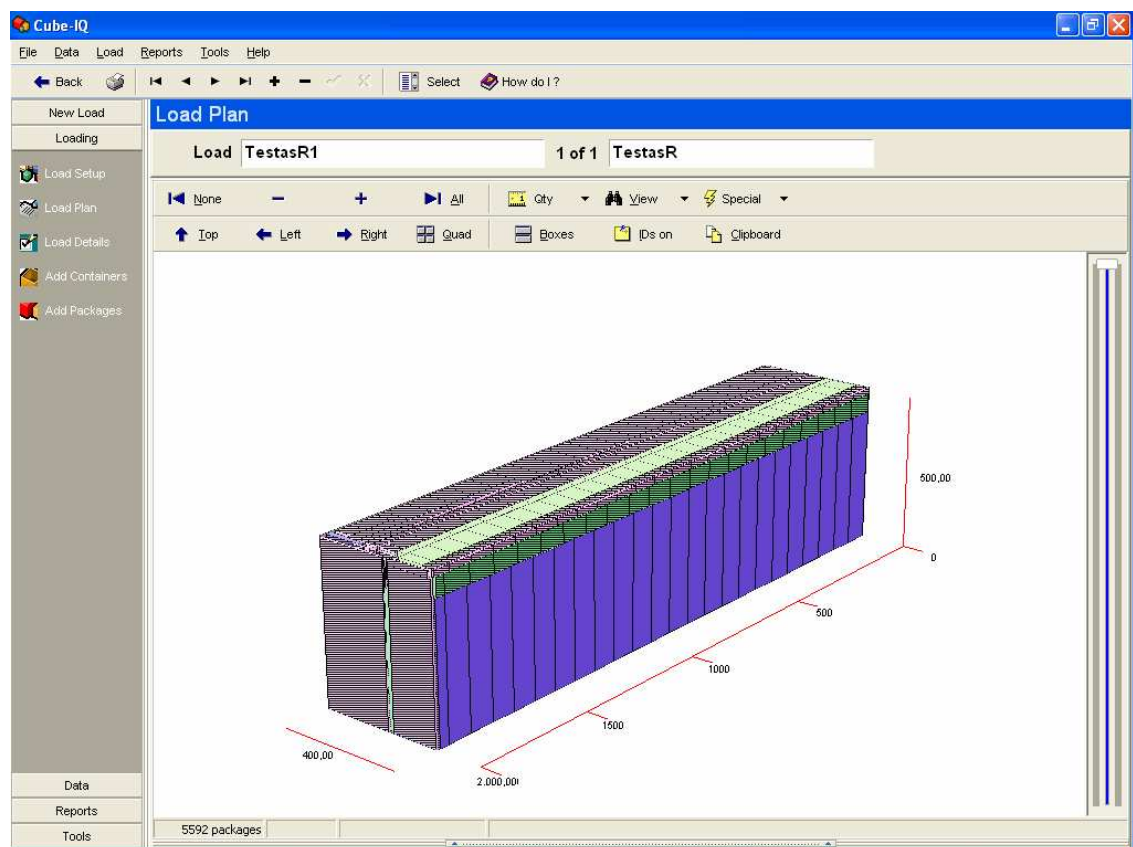 Cube-IQ
File Data Load Reports Tools Help
Back Select How do I ?
New Load
Loading
Load Setup
Load Plan
Load Details
Add Containers
Add Packages
Data
Reports
Tools
Load Plan
Load TestasR1 1 of 1 TestasR
None − + All Qty View Special
Top Left Right Quad Boxes IDs on Clipboard
500,00
0
500
1000
1500
400,00
2.000,00
5592 packages